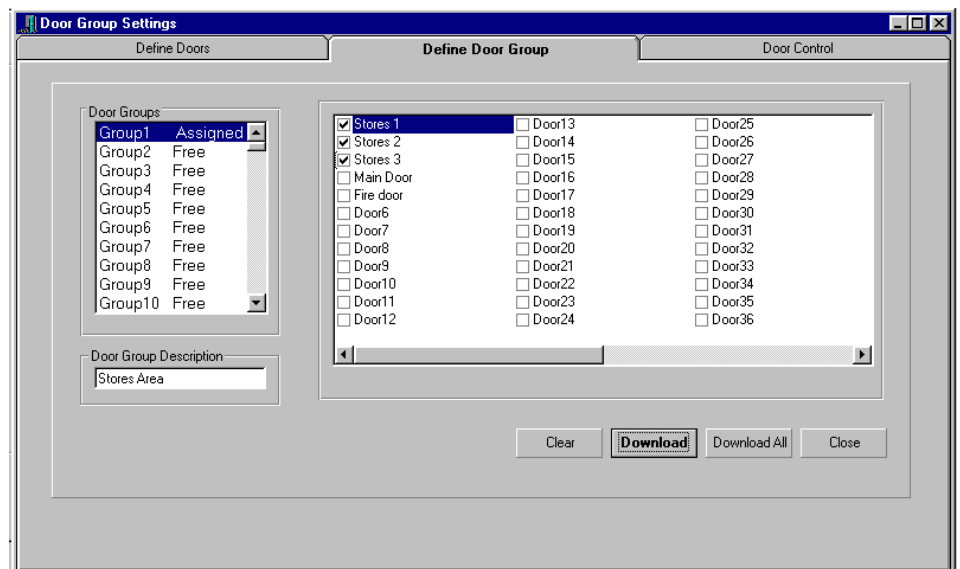 Door Group Settings
Define Doors
Define Door Group
Door Control
Door Groups
Group1 Assigned
Group2 Free
Group3 Free
Group4 Free
Group5 Free
Group6 Free
Group7 Free
Group8 Free
Group9 Free
Group10 Free
Door Group Description
Stores Area
Stores 1
Stores 2
Stores 3
Main Door
Fire door
Door6
Door7
Door8
Door9
Door10
Door11
Door12
Door13
Door14
Door15
Door16
Door17
Door18
Door19
Door20
Door21
Door22
Door23
Door24
Door25
Door26
Door27
Door28
Door29
Door30
Door31
Door32
Door33
Door34
Door35
Door36
Clear
Download
Download All
Close